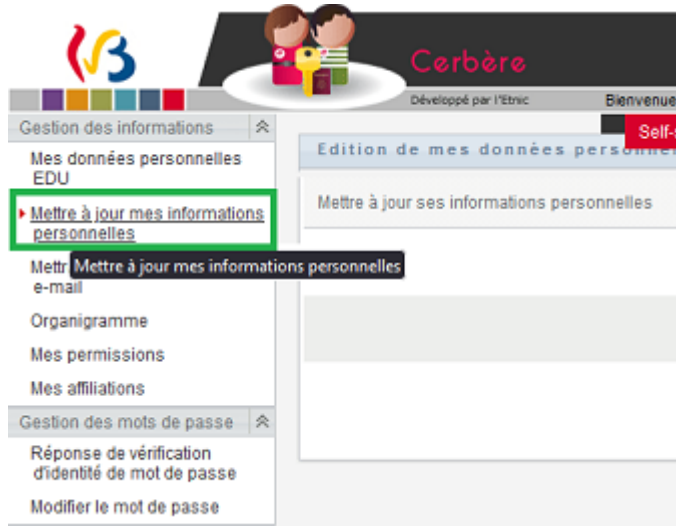 Cerbère
Développé par l'Etnic
Bienvenue
Self-
Gestion des informations
Mes données personnelles
EDU
Mettre à jour mes informations
personnelles
Mettre à jour mes informations personnelles
Mettr
e-mail
Organigramme
Mes permissions
Mes affiliations
Gestion des mots de passe
Réponse de vérification
d'identité de mot de passe
Modifier le mot de passe
Edition de mes données personnel
Mettre à jour ses informations personnelles